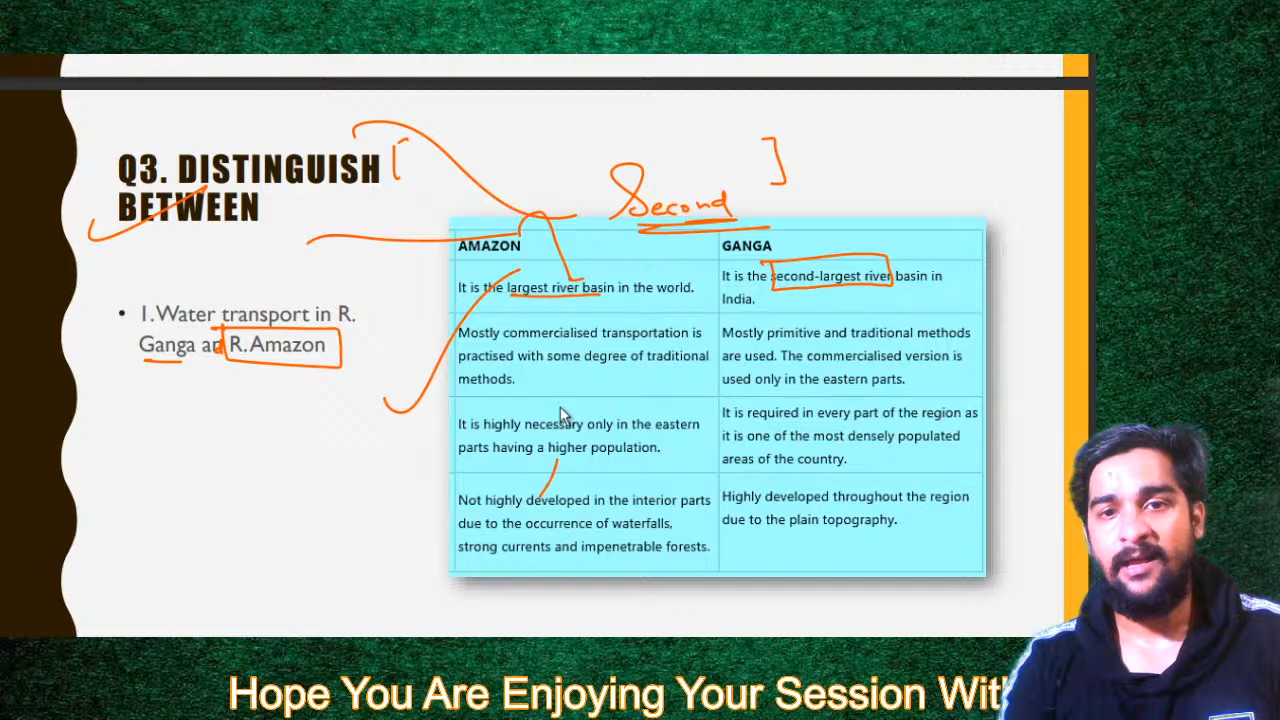 Q3. DISTINGUISH
BETWEEN
Second
• 1. Water transport in R.
Ganga and R. Amazon
AMAZON
GANGA
It is the largest river basin in the world.
It is the second-largest river basin in
India.
Mostly commercialised transportation is
practised with some degree of traditional
methods.
Mostly primitive and traditional methods
are used. The commercialised version is
used only in the eastern parts.
It is highly necessary only in the eastern
parts having a higher population.
It is required in every part of the region as
it is one of the most densely populated
areas of the country.
Not highly developed in the interior parts
due to the occurrence of waterfalls,
strong currents and impenetrable forests.
Highly developed throughout the region
due to the plain topography.
Hope You Are Enjoying Your Session With